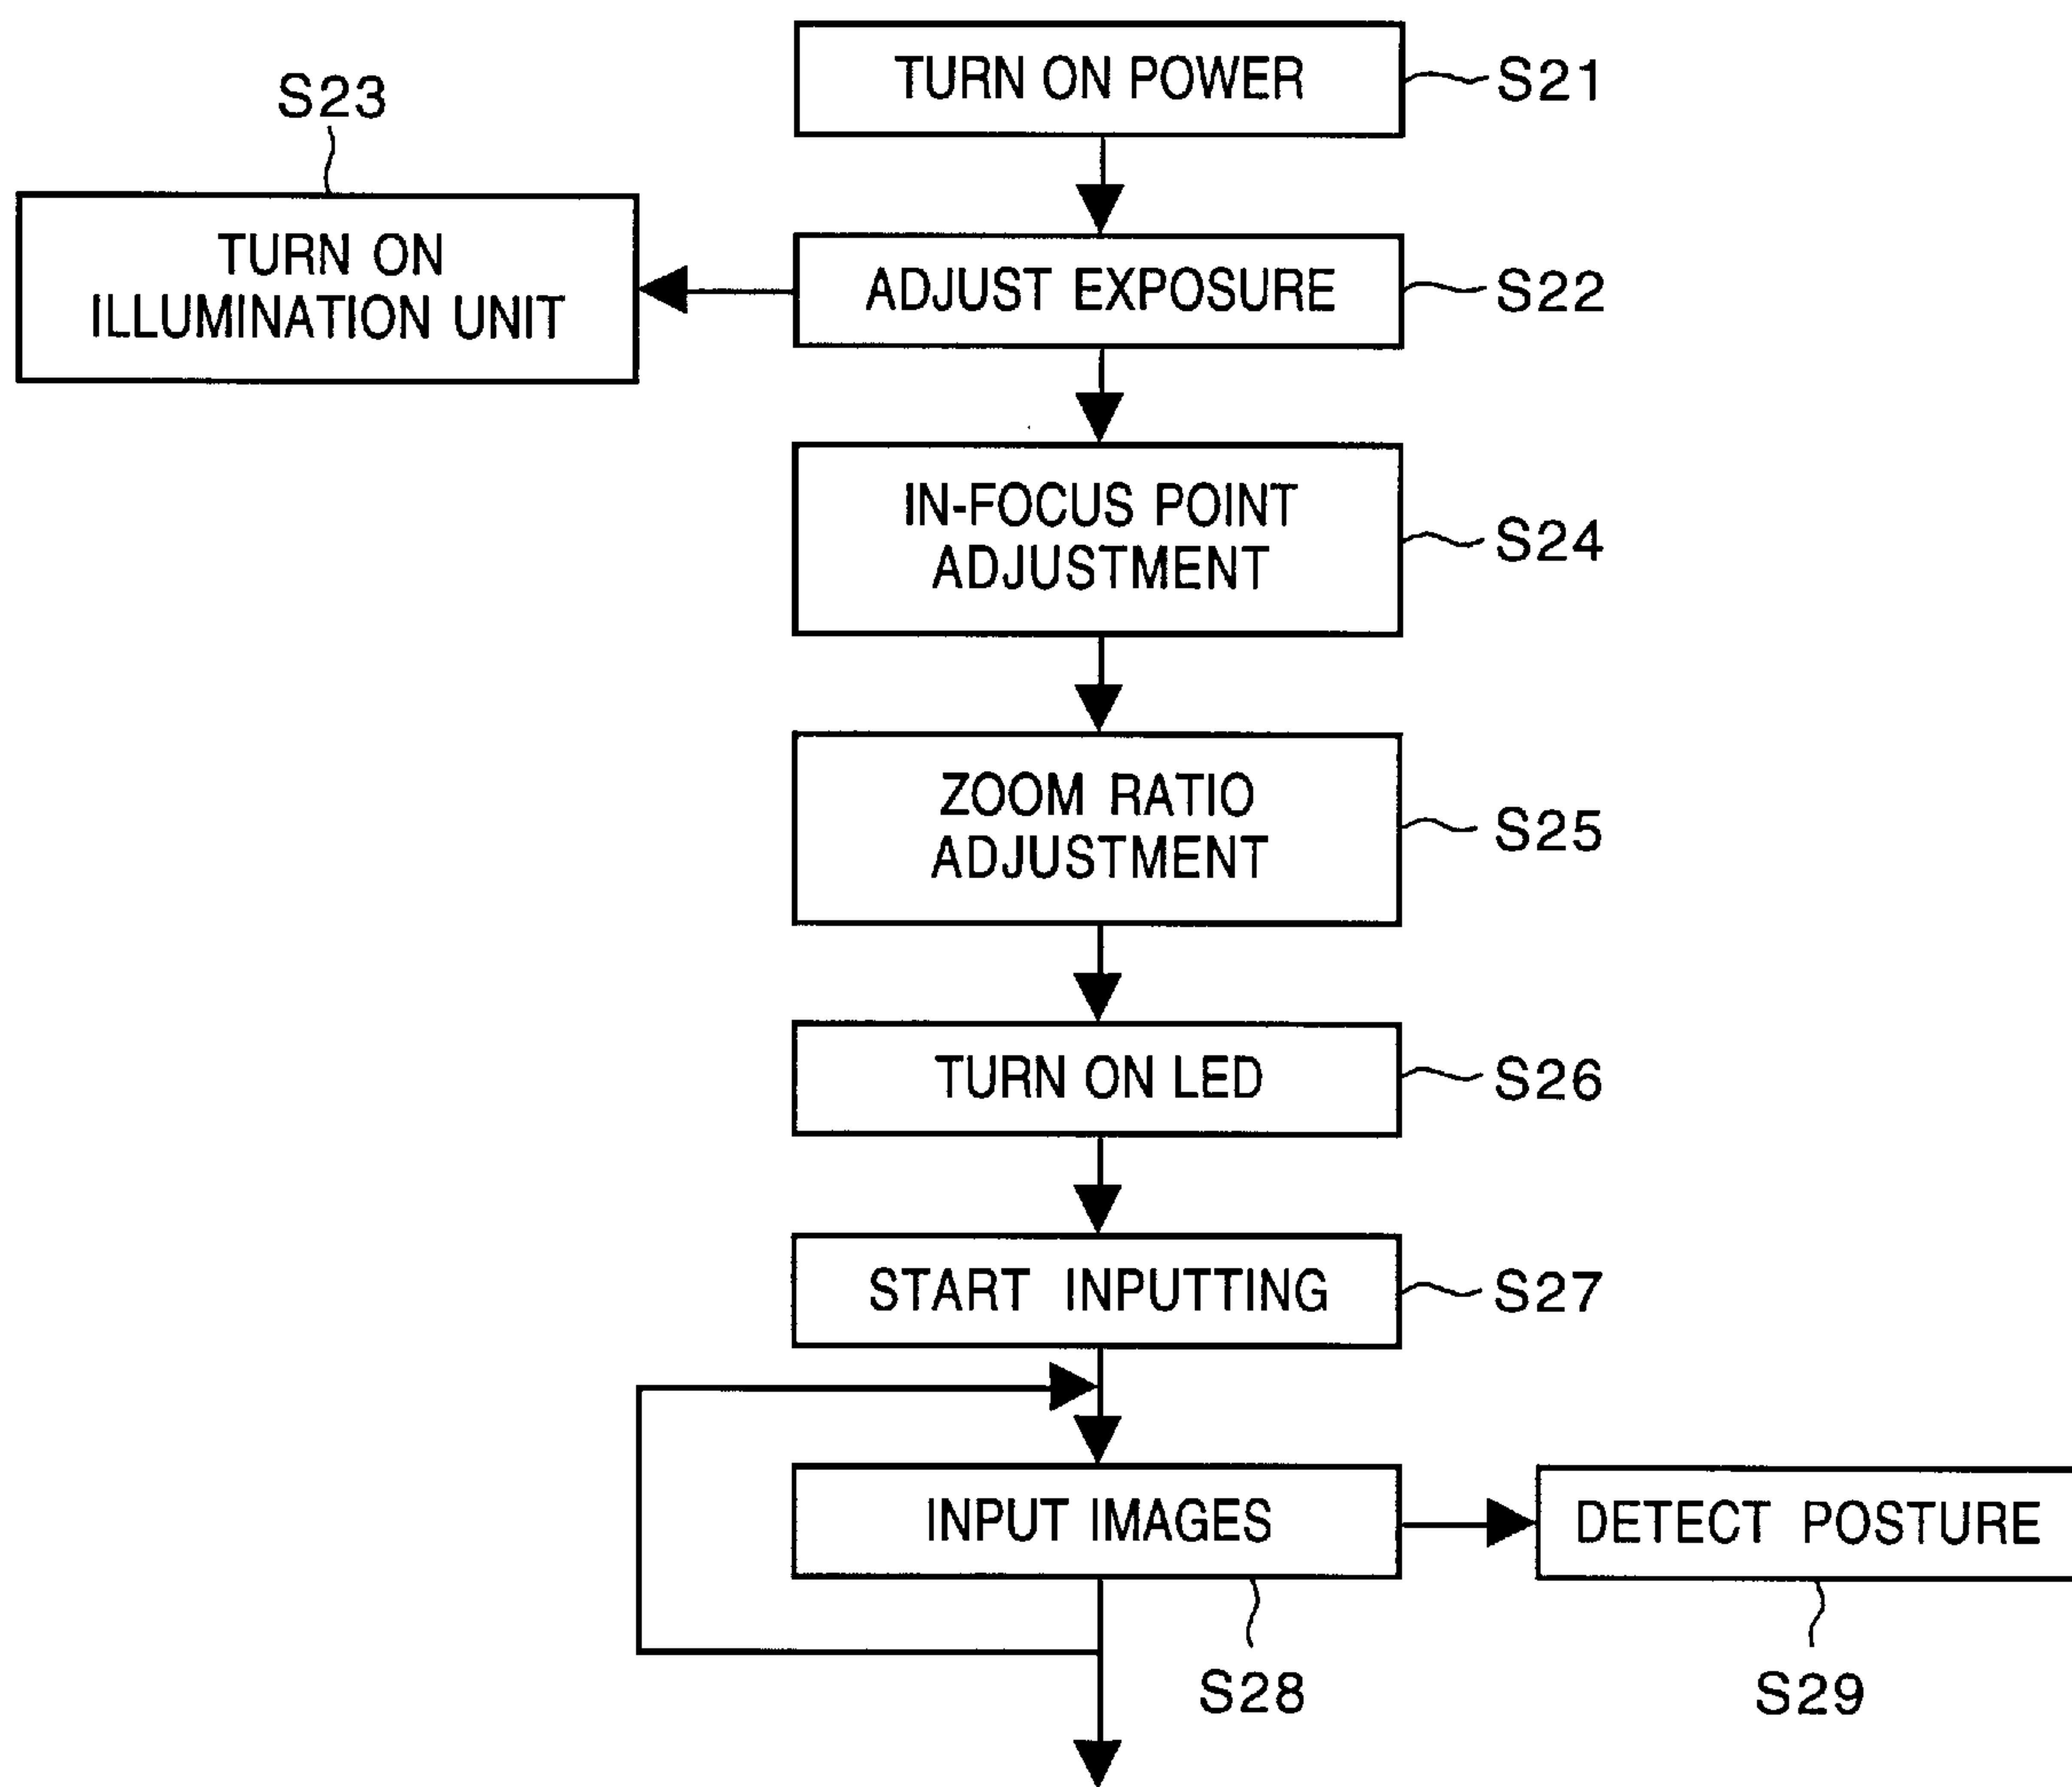 TURN ON POWER
S21
S23
TURN ON
ILLUMINATION UNIT
ADJUST EXPOSURE
S22
IN-FOCUS POINT
ADJUSTMENT
S24
ZOOM RATIO
ADJUSTMENT
S25
TURN ON LED
S26
START INPUTTING
S27
INPUT IMAGES
DETECT POSTURE
S28
S29